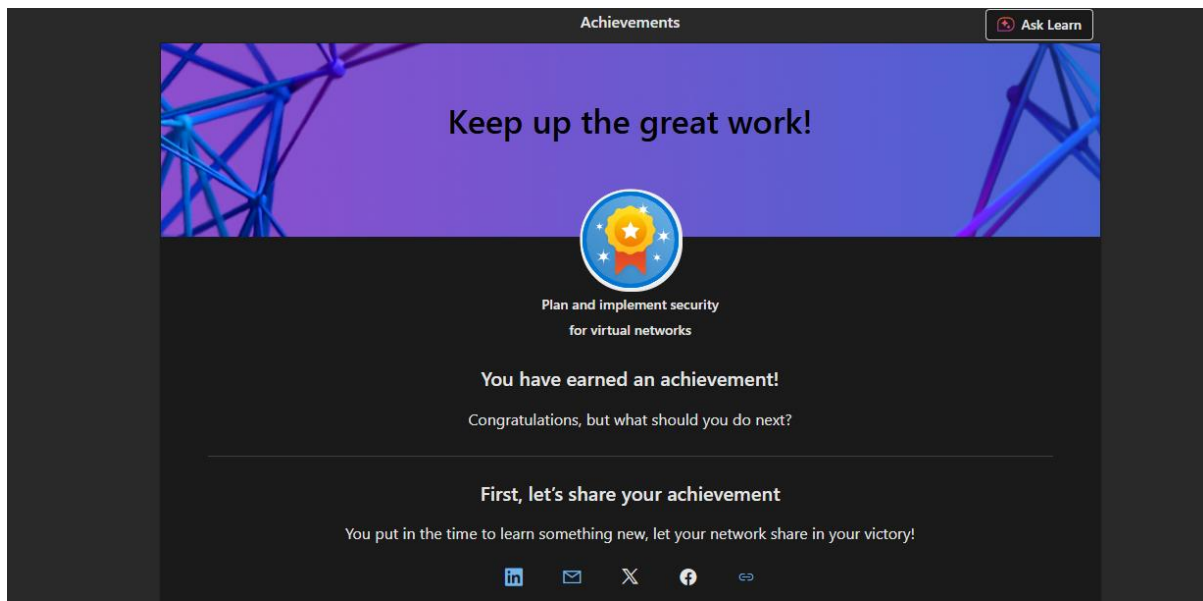 Achievements
Ask Learn
Keep up the great work!
Plan and implement security
for virtual networks
You have earned an achievement!
Congratulations, but what should you do next?
First, let’s share your achievement
You put in the time to learn something new, let your network share in your victory!